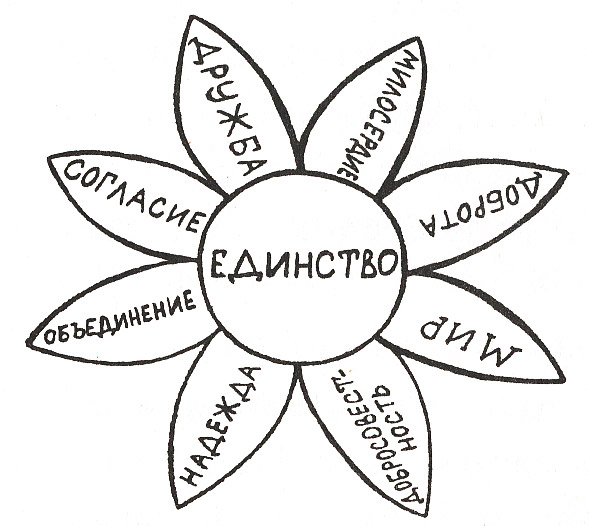 ДРУЖБА
МИЛОСЕРДИЕ
ДОБРОТА
МИР
ДОБРОСОВЕСТ-
НОСТЬ
НАДЕЖДА
ОБЪЕДИНЕНИЕ
СОГЛАСИЕ
ЕДИНСТВО